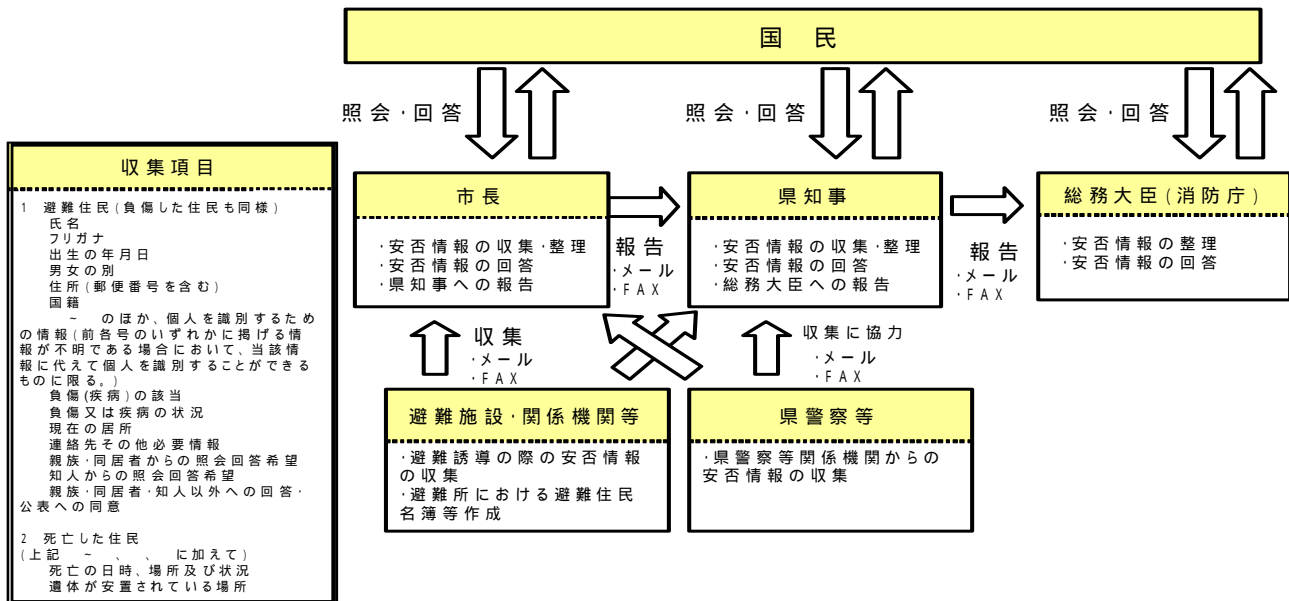 国 民
照会・回答
照会・回答
照会・回答
収集項目
1 避難住民(負傷した住民も同様)
氏名
フリガナ
出生の年月日
男女の別
住所(郵便番号を含む)
国籍
~ のほか、個人を識別するため
の情報(前各号のいずれかに掲げる情
報が不明である場合において、当該情
報に代えて個人を識別することができる
ものに限る。)
負傷(疾病)の該当
負傷又は疾病の状況
現在の居所
連絡先その他必要情報
親族・同居者からの照会回答希望
知人からの照会回答希望
親族・同居者・知人以外への回答・
公表への同意
2 死亡した住民
(上記 ~ 、 、 に加えて)
死亡の日時、場所及び状況
遺体が安置されている場所
市長
・安否情報の収集・整理
・安否情報の回答
・県知事への報告
報告
・メール
・FAX
県知事
・安否情報の収集・整理
・安否情報の回答
・総務大臣への報告
報告
・メール
・FAX
総務大臣(消防庁)
・安否情報の整理
・安否情報の回答
収集
・メール
・FAX
収集に協力
・メール
・FAX
避難施設・関係機関等
・避難誘導の際の安否情報
の収集
・避難所における避難住民
名簿等作成
県警察等
・県警察等関係機関からの
安否情報の収集